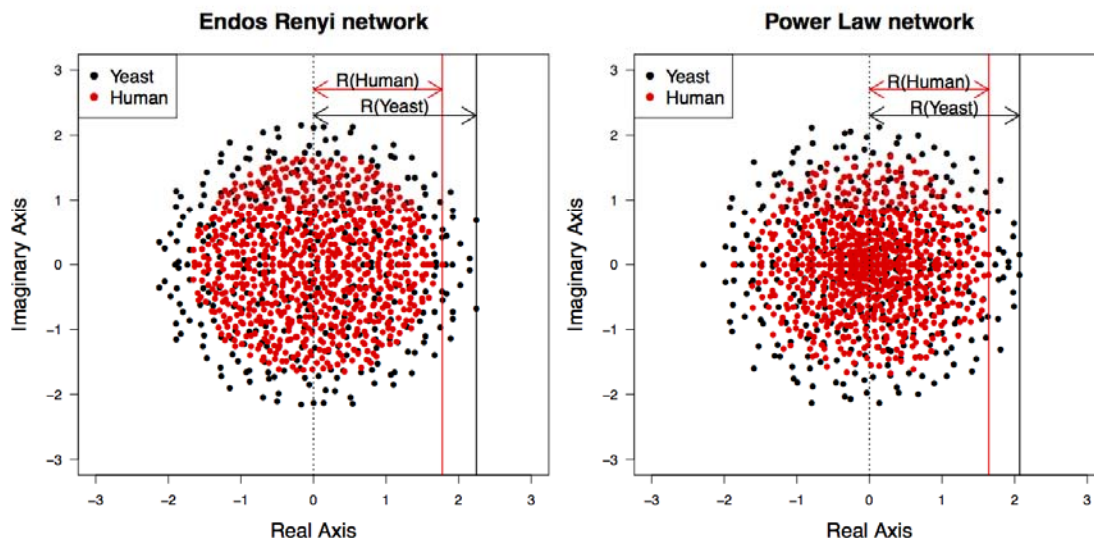 Endos Renyi network
Yeast
Human
R(Human)
R(Yeast)
3
2
1
0
−1
−2
−3
Imaginary Axis
−3 −2 −1 0 1 2 3
Real Axis
Power Law network
Yeast
Human
R(Human)
R(Yeast)
3
2
1
0
−1
−2
−3
Imaginary Axis
−3 −2 −1 0 1 2 3
Real Axis